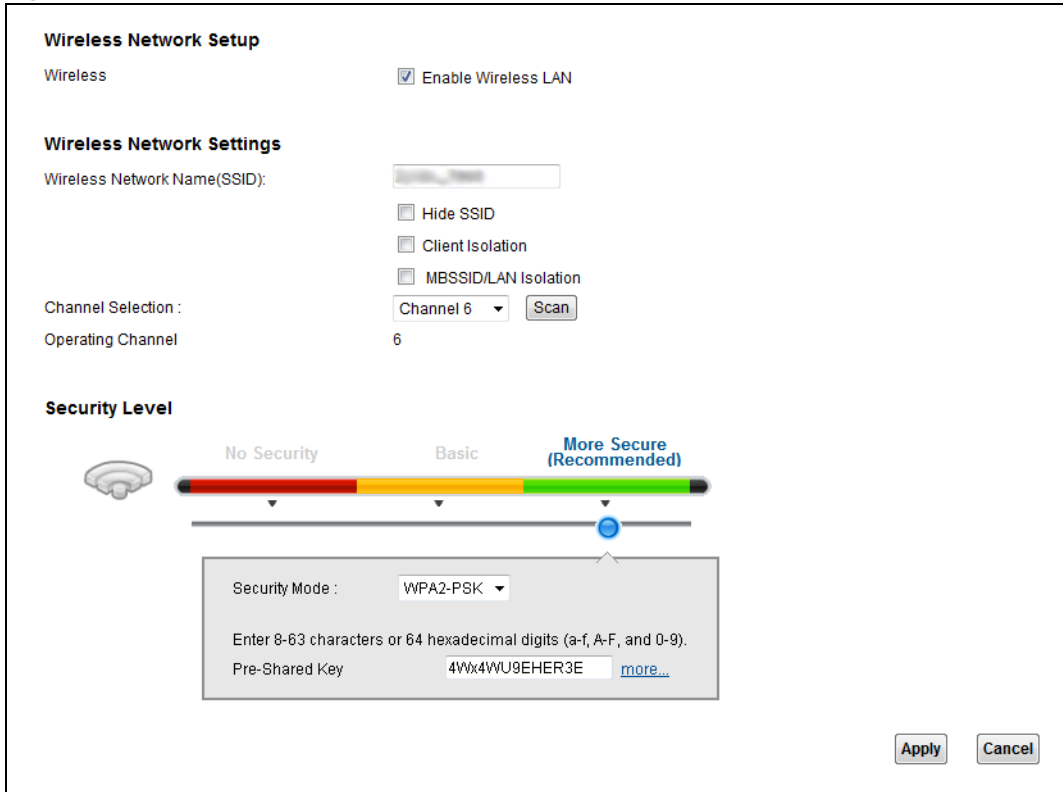 Wireless Network Setup
Wireless
Enable Wireless LAN
Wireless Network Settings
Wireless Network Name(SSID):
Hide SSID
Client Isolation
MBSSID/LAN Isolation
Channel Selection :
Channel 6
Scan
Operating Channel
6
Security Level
No Security
Basic
More Secure
(Recommended)
Security Mode :
WPA2-PSK
Enter 8-63 characters or 64 hexadecimal digits (a-f, A-F, and 0-9).
Pre-Shared Key
4Wx4WU9EHER3E
more...
Apply
Cancel